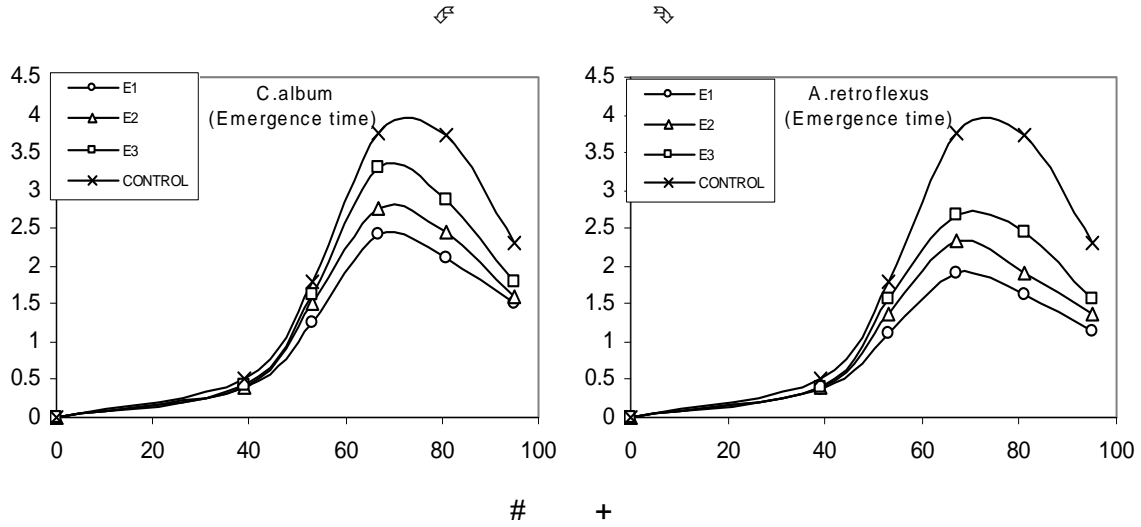 4.5
4
3.5
3
2.5
2
1.5
1
0.5
0
0 20 40 60 80 100
E1
E2
E3
CONTROL
C.album
(Emergence time)
4.5
4
3.5
3
2.5
2
1.5
1
0.5
0
0 20 40 60 80 100
E1
E2
E3
CONTROL
A.retroflexus
(Emergence time)
# +